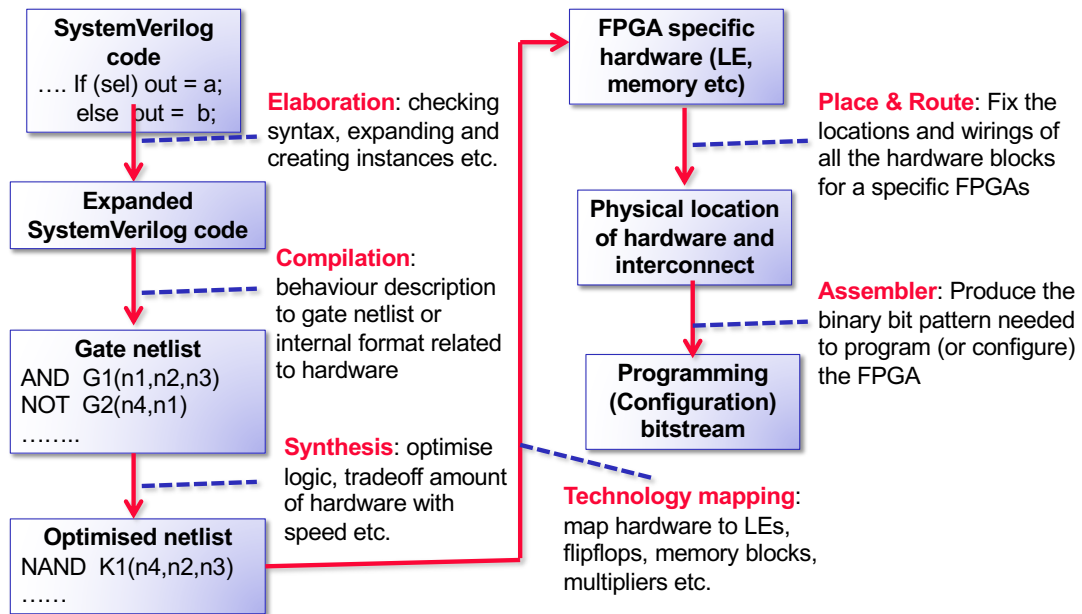 SystemVerilog
code
…. If (sel) out = a;
else out = b;
Elaboration: checking
syntax, expanding and
creating instances etc.
Expanded
SystemVerilog code
Compilation:
behaviour description
to gate netlist or
internal format related
to hardware
Gate netlist
AND G1(n1,n2,n3)
NOT G2(n4,n1)
……..
Synthesis: optimise
logic, tradeoff amount
of hardware with
speed etc.
Optimised netlist
NAND K1(n4,n2,n3)
……
Technology mapping:
map hardware to LEs,
flipflops, memory blocks,
multipliers etc.
FPGA specific
hardware (LE,
memory etc)
Place & Route: Fix the
locations and wirings of
all the hardware blocks
for a specific FPGAs
Physical location
of hardware and
interconnect
Assembler: Produce the
binary bit pattern needed
to program (or configure)
the FPGA
Programming
(Configuration)
bitstream